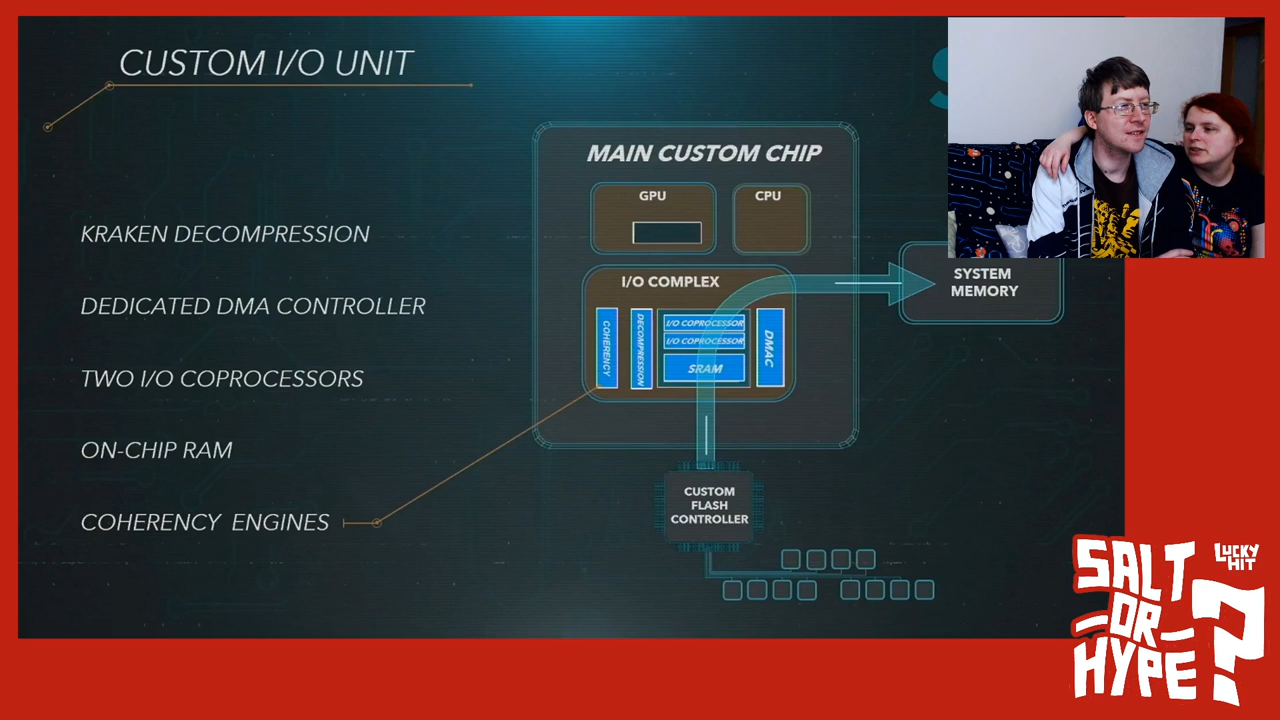 CUSTOM I/O UNIT
KRAKEN DECOMPRESSION
DEDICATED DMA CONTROLLER
TWO I/O COPROCESSORS
ON-CHIP RAM
COHERENCY ENGINES
MAIN CUSTOM CHIP
GPU
CPU
I/O COMPLEX
COHERENCY
DECOMPRESSION
I/O COPROCESSOR
I/O COPROCESSOR
SRAM
DMAC
SYSTEM
MEMORY
CUSTOM
FLASH
CONTROLLER
SALT
OR
HYPE
?
LUCKY
HIT